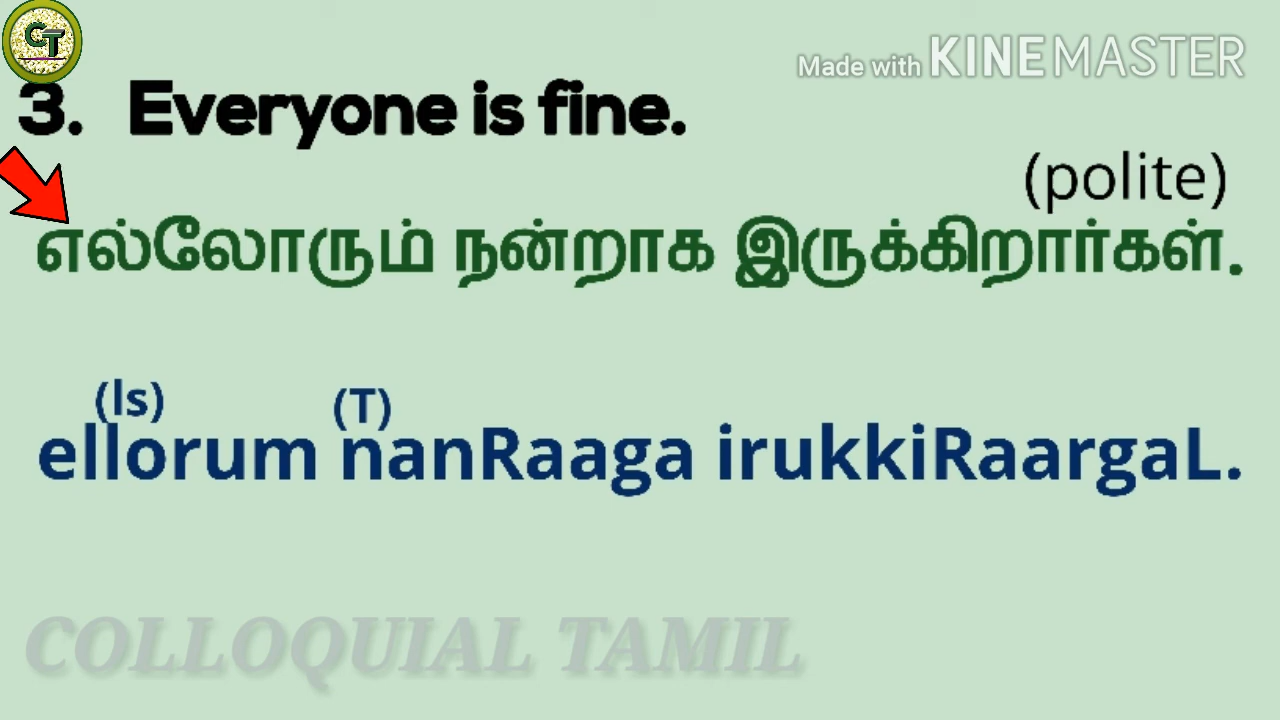 CT
Made with KINEMASTER
3. Everyone is fine.
(polite)
எல்லோரும் நன்றாக இருக்கிறார்கள்.
(ls) (T)
ellorum nanRaaga irukkiRaargaL.
COLLOQUIAL TAMIL